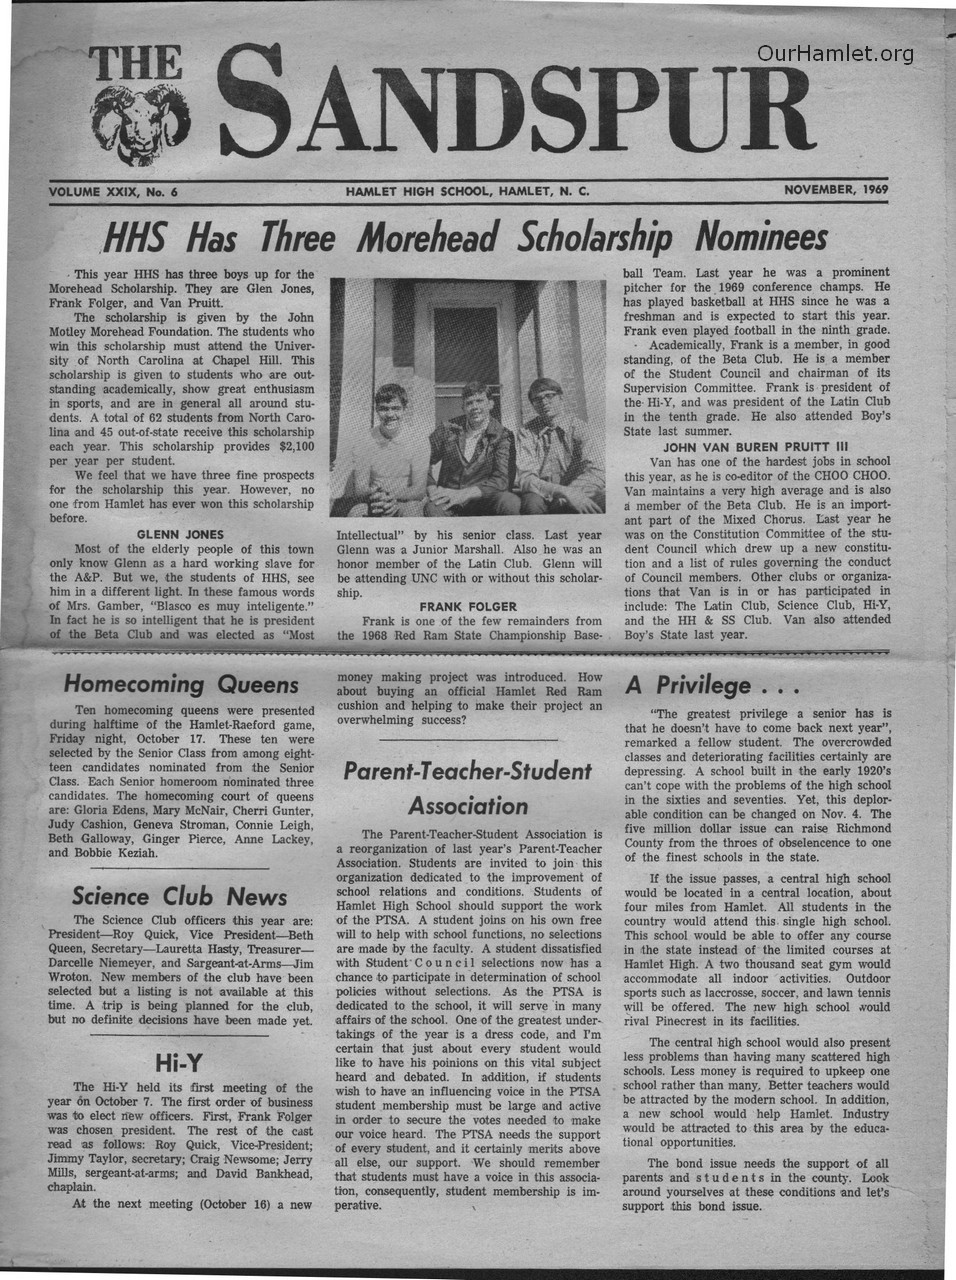 OurHamlet.org
THE
SANDSPUR
VOLUME XXIX, No. 6
HAMLET HIGH SCHOOL, HAMLET, N. C.
NOVEMBER, 1969
HHS Has Three Morehead Scholarship Nominees
This year HHS has three boys up for the
Morehead Scholarship. They are Glen Jones,
Frank Folger, and Van Pruitt.
The scholarship is given by the John
Motley Morehead Foundation. The students who
win this scholarship must attend the Univer-
sity of North Carolina at Chapel Hill. This
scholarship is given to students who are out-
standing academically, show great enthusiasm
in sports, and are in general all around stu-
dents. A total of 62 students from North Caro-
lina and 45 out-of-state receive this scholarship
each year. This scholarship provides $2,100
per year per student.
We feel that we have three fine prospects
for the scholarship this year. However, no
one from Hamlet has ever won this scholarship
before.
GLENN JONES
Most of the elderly people of this town
only know Glenn as a hard working slave for
the A&P. But we, the students of HHS, see
him in a different light. In these famous words
of Mrs. Gamber, "Blasco es muy inteligente."
In fact he is so intelligent that he is president
of the Beta Club and was elected as "Most
Intellectual" by his senior class. Last year
Glenn was a Junior Marshall. Also he was an
honor member of the Latin Club. Glenn will
be attending UNC with or without this scholar-
ship.
FRANK FOLGER
Frank is one of the few remainders from
the 1968 Red Ram State Championship Base-
ball Team. Last year he was a prominent
pitcher for the 1969 conference champs. He
has played basketball at HHS since he was a
freshman and is expected to start this year.
Frank even played football in the ninth grade.
Academically, Frank is a member, in good
standing, of the Beta Club. He is a member
of the Student Council and chairman of its
Supervision Committee. Frank is president of
the Hi-Y, and was president of the Latin Club
in the tenth grade. He also attended Boy's
State last summer.
JOHN VAN BUREN PRUITT III
Van has one of the hardest jobs in school
this year, as he is co-editor of the CHOO CHOO.
Van maintains a very high average and is also
a member of the Beta Club. He is an import-
ant part of the Mixed Chorus. Last year he
was on the Constitution Committee of the stu-
dent Council which drew up a new constitu-
tion and a list of rules governing the conduct
of Council members. Other clubs or organiza-
tions that Van is in or has participated in
include: The Latin Club, Science Club, Hi-Y,
and the HH & SS Club. Van also attended
Boy's State last year.
Homecoming Queens
Ten homecoming queens were presented
during halftime of the Hamlet-Raeford game,
Friday night, October 17. These ten were
selected by the Senior Class from among eight-
teen candidates nominated from the Senior
Class. Each Senior homeroom nominated three
candidates. The homecoming court of queens
are: Gloria Edens, Mary McNair, Cherri Gunter,
Judy Cashion, Geneva Stroman, Connie Leigh,
Beth Galloway, Ginger Pierce, Anne Lackey,
and Bobbie Keziah.
Science Club News
The Science Club officers this year are:
President—Roy Quick, Vice President—Beth
Queen, Secretary—Lauretta Hasty, Treasurer—
Darcelle Niemeyer, and Sargeant-at-Arms—Jim
Wroton. New members of the club have been
selected but a listing is not available at this
time. A trip is being planned for the club,
but no definite decisions have been made yet.
Hi-Y
The Hi-Y held its first meeting of the
year on October 7. The first order of business
was to elect new officers. First, Frank Folger
was chosen president. The rest of the cast
read as follows: Roy Quick, Vice-President;
Jimmy Taylor, secretary; Craig Newsome; Jerry
Mills, sergeant-at-arms; and David Bankhead,
chaplain.
At the next meeting (October 16) a new
money making project was introduced. How
about buying an official Hamlet Red Ram
cushion and helping to make their project an
overwhelming success?
Parent-Teacher-Student
Association
The Parent-Teacher-Student Association is
a reorganization of last year's Parent-Teacher
Association. Students are invited to join this
organization dedicated to the improvement of
school relations and conditions. Students of
Hamlet High School should support the work
of the PTSA. A student joins on his own free
will to help with school functions, no selections
are made by the faculty. A student dissatisfied
with Student Council selections now has a
chance to participate in determination of school
policies without selections. As the PTSA is
dedicated to the school, it will serve in many
affairs of the school. One of the greatest under-
takings of the year is a dress code, and I'm
certain that just about every student would
like to have his poinions on this vital subject
heard and debated. In addition, if students
wish to have an influencing voice in the PTSA
student membership must be large and active
in order to secure the votes needed to make
our voice heard. The PTSA needs the support
of every student, and it certainly merits above
all else, our support. We should remember
that students must have a voice in this associa-
tion, consequently, student membership is im-
perative.
A Privilege . . .
"The greatest privilege a senior has is
that he doesn't have to come back next year",
remarked a fellow student. The overcrowded
classes and deteriorating facilities certainly are
depressing. A school built in the early 1920's
can't cope with the problems of the high school
in the sixties and seventies. Yet, this deplor-
able condition can be changed on Nov. 4. The
five million dollar issue can raise Richmond
County from the throes of obselencence to one
of the finest schools in the state.
If the issue passes, a central high school
would be located in a central location, about
four miles from Hamlet. All students in the
country would attend this single high school.
This school would be able to offer any course
in the state instead of the limited courses at
Hamlet High. A two thousand seat gym would
accommodate all indoor activities. Outdoor
sports such as laccrosse, soccer, and lawn tennis
will be offered. The new high school would
rival Pinecrest in its facilities.
The central high school would also present
less problems than having many scattered high
schools. Less money is required to upkeep one
school rather than many. Better teachers would
be attracted by the modern school. In addition,
a new school would help Hamlet. Industry
would be attracted to this area by the educa-
tional opportunities.
The bond issue needs the support of all
parents and students in the county. Look
around yourselves at these conditions and let's
support this bond issue.